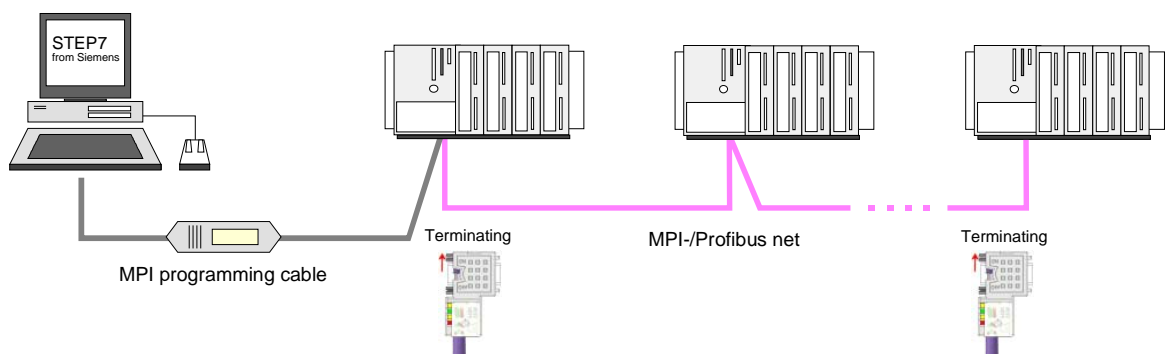 STEP7
from Siemens
Terminating
MPI-/Profibus net
Terminating
MPI programming cable